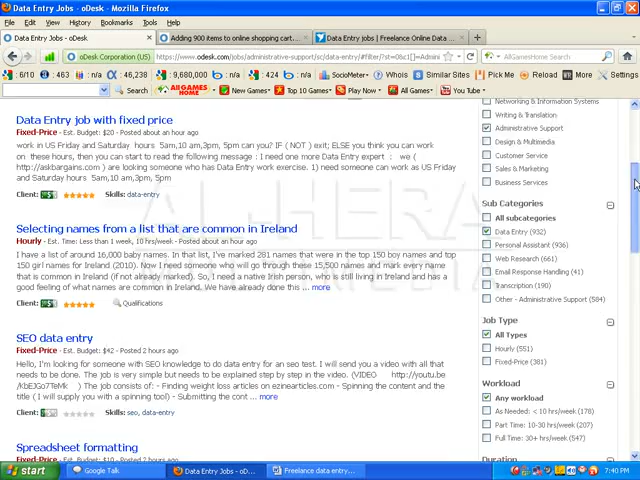 Data Entry Jobs - oDesk - Mozilla Firefox
File Edit View History Bookmarks Tools Help
Data Entry Jobs - oDesk
Adding 900 items to online shopping cart...
Data Entry jobs | Freelance Online Data ...
oDesk Corporation (US)
https://www.odesk.com/jobs/administrative-support/sc/data-entry/#filter/?st=0&c[1]=Admini
AllGamesHome Search
6/10 #: 463 n/a 46,238 9,680,000 n/a : 424 n/a SocioMeter Whois Similar Sites Pick Me Reload More Settings
Search ALLGAMES HOME New Games! Top 10 Games Play Now All Games You Tube
Data Entry job with fixed price
Fixed-Price - Est. Budget: $20 - Posted about an hour ago
work in US Friday and Saturday hours 5am,10 am,3pm, 5pm can you? IF ( NOT ) exit; ELSE you think you can work
on these hours, then you can start to read the following message : I need one more Data Entry expert : we (
http://askbargains.com) are looking someone who has Data Entry work exercise. 1) need someone can work as US Friday
and Saturday hours 5am,10 am,3pm, 5pm
Client: Skills: data-entry
Selecting names from a list that are common in Ireland
Hourly - Est. Time: Less than 1 week, 10 hrs/week - Posted about an hour ago
I have a list of around 16,000 baby names. In that list, I've marked 281 names that were in the top 150 boy names and top
150 girl names for Ireland (2010). Now I need someone who will go through these 15,500 names and mark every name
that is common in Ireland (if not already marked). So, I need a native Irish person, who is still living in Ireland and has a
good feeling of what names are common in Ireland. We have already done this ... more
Client: Qualifications
SEO data entry
Fixed-Price - Est. Budget: $42 - Posted 2 hours ago
Hello, I'm looking for someone with SEO knowledge to do data entry for an seo test. I will send you a video with all that
needs to be done. The job is very simple but needs to be explained step by step in the video. (VIDEO http://youtu.be
/KbEJGo7TeMk ) The job consists of: - Finding weight loss articles on ezinearticles.com - Spinning the content and the
title ( I will supply you with a spinning tool) - Submitting the cont ... more
Client: Skills: seo, data-entry
Spreadsheet formatting
Networking & Information Systems
Writing & Translation
Administrative Support
Design & Multimedia
Customer Service
Sales & Marketing
Business Services
Sub Categories
All subcategories
Data Entry (932)
Personal Assistant (936)
Web Research (661)
Email Response Handling (41)
Transcription (190)
Other - Administrative Support (584)
Job Type
All Types
Hourly (551)
Fixed-Price (381)
Workload
Any workload
As Needed: < 10 hrs/week (178)
Part Time: 10-30 hrs/week (207)
Full Time: 30+ hrs/week (547)
Duration
AL-HERA
start Google Talk Data Entry Jobs - oD... Freelance data entry... 7:40 PM